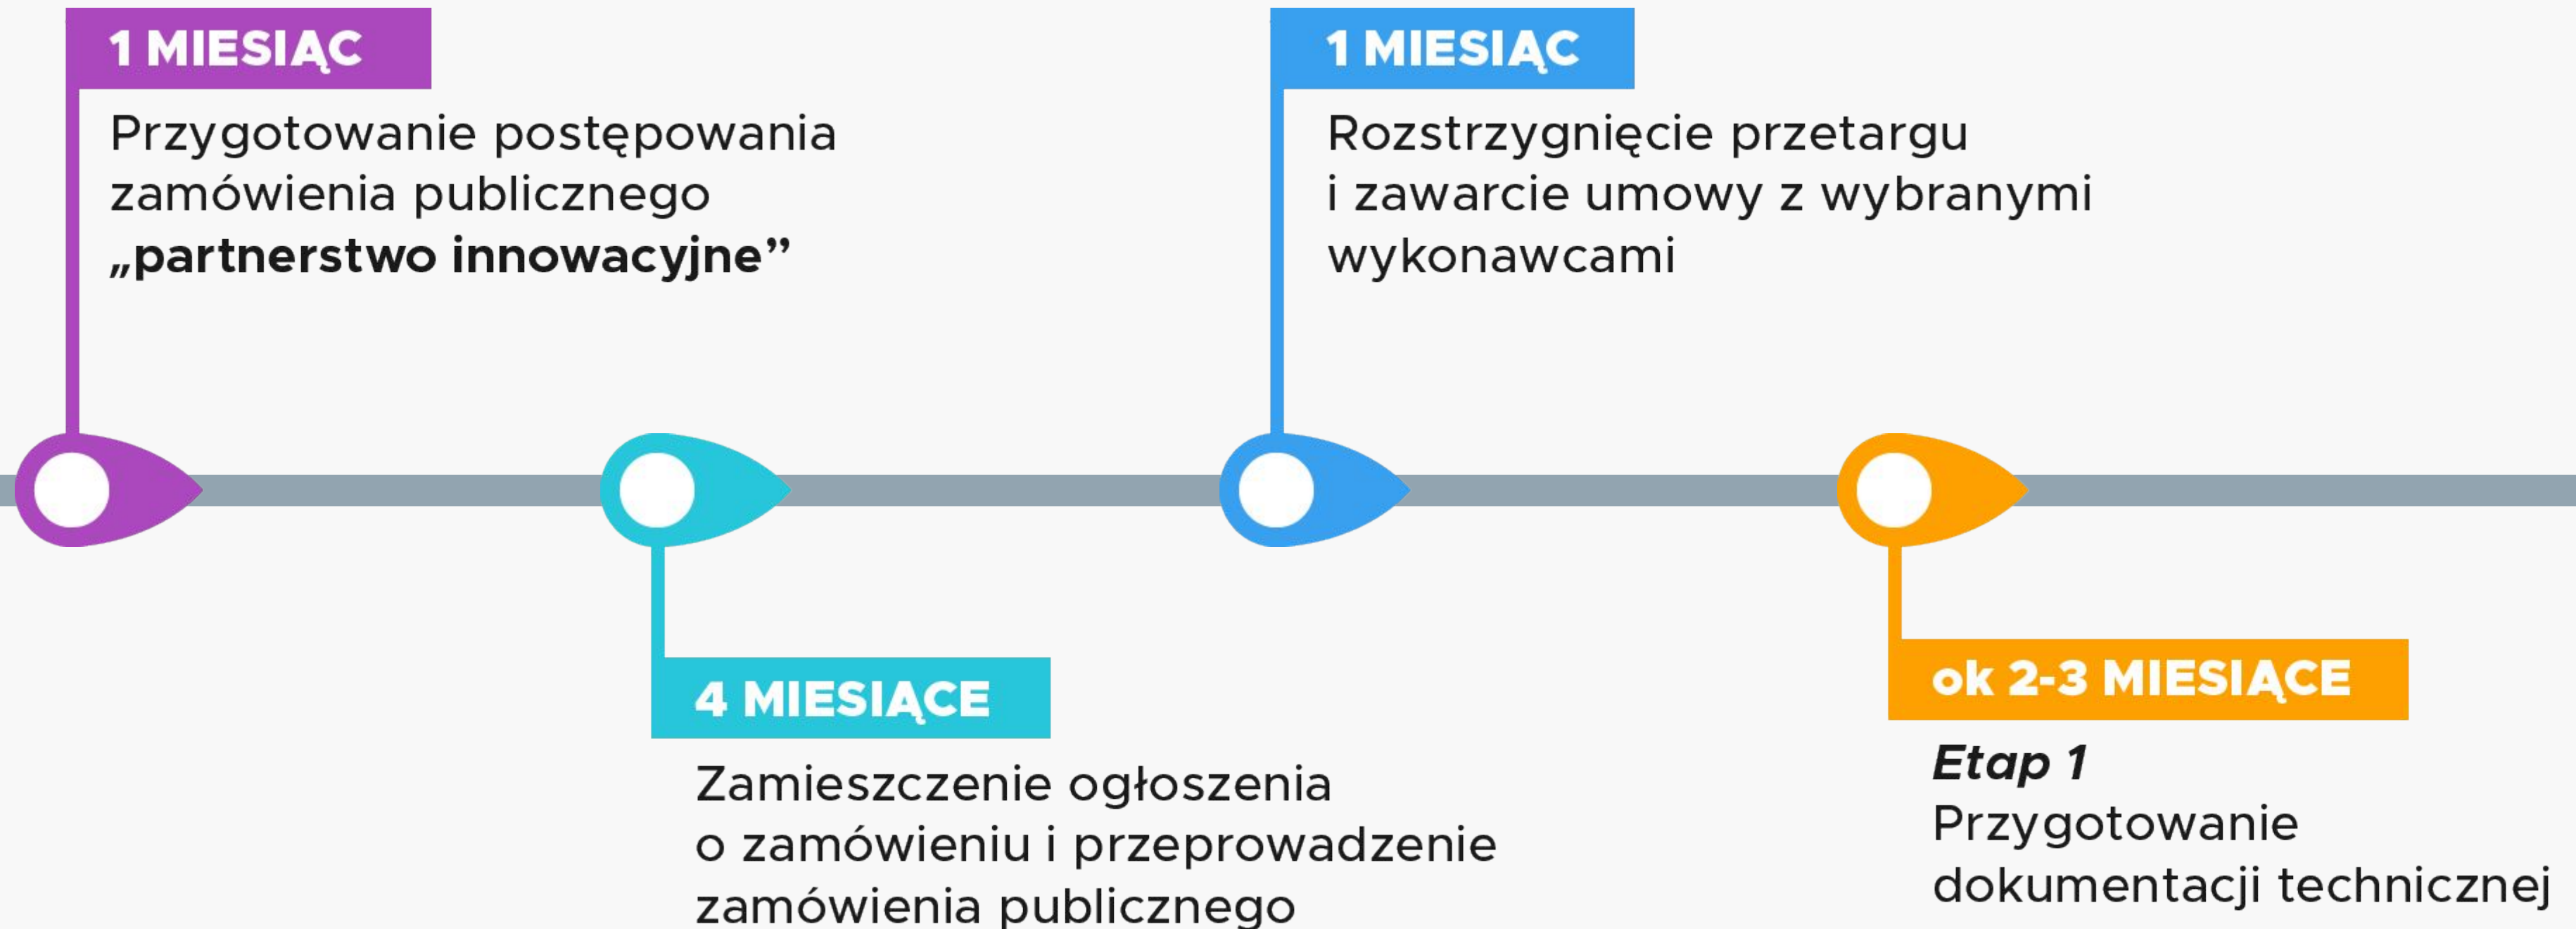 1 MIESIĄC
Przygotowanie postępowania
zamówienia publicznego
„partnerstwo innowacyjne”
4 MIESIĄCE
Zamieszczenie ogłoszenia
o zamówieniu i przeprowadzenie
zamówienia publicznego
1 MIESIĄC
Rozstrzygnięcie przetargu
i zawarcie umowy z wybranymi
wykonawcami
ok 2-3 MIESIĄCE
Etap 1
Przygotowanie
dokumentacji technicznej